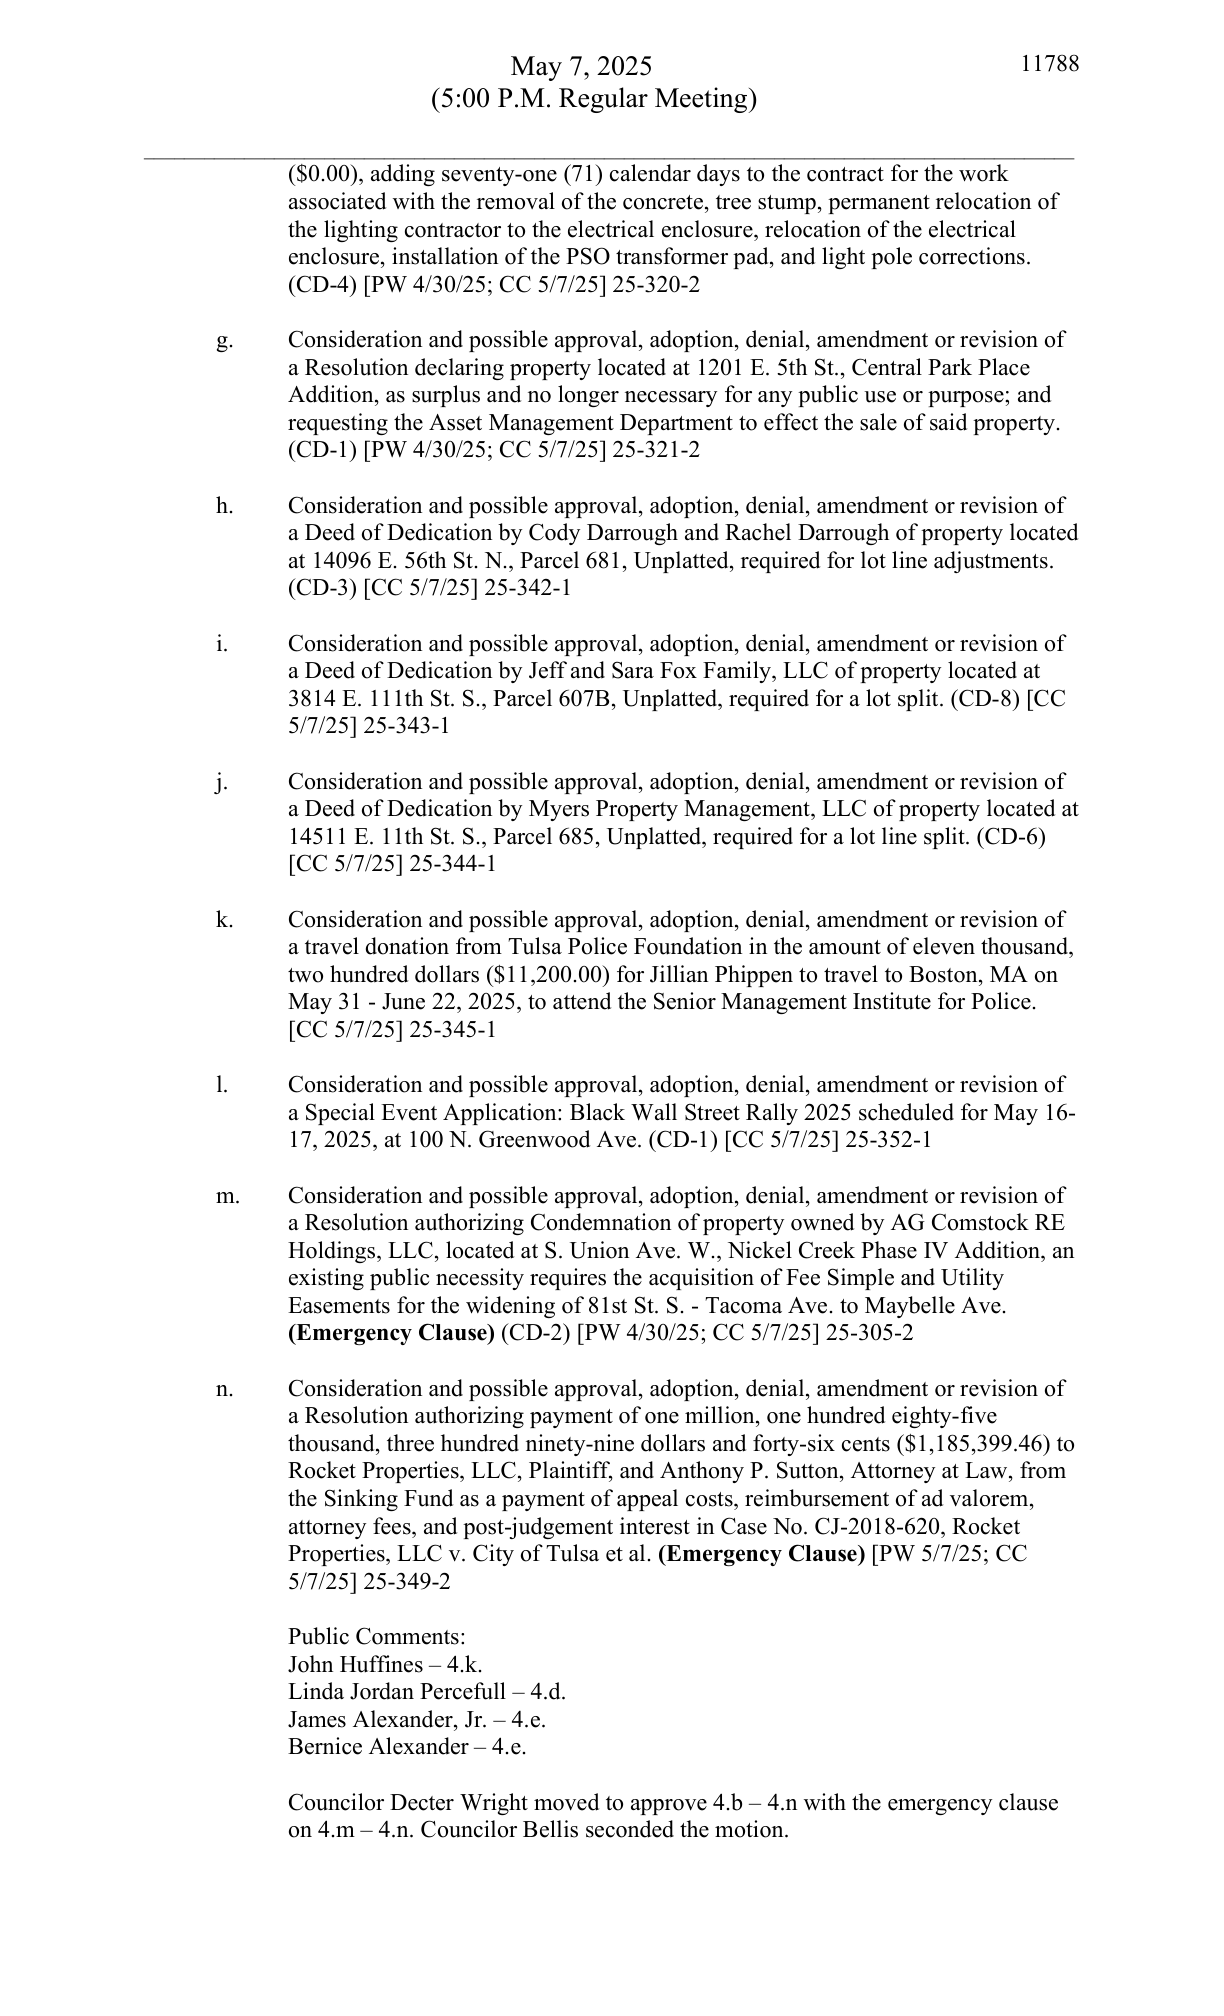 May 7, 2025
11788
(5:00 P.M. Regular Meeting)
($0.00), adding seventy-one (71) calendar days to the contract for the work
associated with the removal of the concrete, tree stump, permanent relocation of
the lighting contractor to the electrical enclosure, relocation of the electrical
enclosure, installation of the PSO transformer pad, and light pole corrections.
(CD-4) [PW 4/30/25; CC 5/7/25] 25-320-2
g. Consideration and possible approval, adoption, denial, amendment or revision of
a Resolution declaring property located at 1201 E. 5th St., Central Park Place
Addition, as surplus and no longer necessary for any public use or purpose; and
requesting the Asset Management Department to effect the sale of said property.
(CD-1) [PW 4/30/25; CC 5/7/25] 25-321-2
h. Consideration and possible approval, adoption, denial, amendment or revision of
a Deed of Dedication by Cody Darrough and Rachel Darrough of property located
at 14096 E. 56th St. N., Parcel 681, Unplatted, required for lot line adjustments.
(CD-3) [CC 5/7/25] 25-342-1
i. Consideration and possible approval, adoption, denial, amendment or revision of
a Deed of Dedication by Jeff and Sara Fox Family, LLC of property located at
3814 E. 111th St. S., Parcel 607B, Unplatted, required for a lot split. (CD-8) [CC
5/7/25] 25-343-1
j. Consideration and possible approval, adoption, denial, amendment or revision of
a Deed of Dedication by Myers Property Management, LLC of property located at
14511 E. 11th St. S., Parcel 685, Unplatted, required for a lot line split. (CD-6)
[CC 5/7/25] 25-344-1
k. Consideration and possible approval, adoption, denial, amendment or revision of
a travel donation from Tulsa Police Foundation in the amount of eleven thousand,
two hundred dollars ($11,200.00) for Jillian Phippen to travel to Boston, MA on
May 31 - June 22, 2025, to attend the Senior Management Institute for Police.
[CC 5/7/25] 25-345-1
l. Consideration and possible approval, adoption, denial, amendment or revision of
a Special Event Application: Black Wall Street Rally 2025 scheduled for May 16-
17, 2025, at 100 N. Greenwood Ave. (CD-1) [CC 5/7/25] 25-352-1
m. Consideration and possible approval, adoption, denial, amendment or revision of
a Resolution authorizing Condemnation of property owned by AG Comstock RE
Holdings, LLC, located at S. Union Ave. W., Nickel Creek Phase IV Addition, an
existing public necessity requires the acquisition of Fee Simple and Utility
Easements for the widening of 81st St. S. - Tacoma Ave. to Maybelle Ave.
(Emergency Clause) (CD-2) [PW 4/30/25; CC 5/7/25] 25-305-2
n. Consideration and possible approval, adoption, denial, amendment or revision of
a Resolution authorizing payment of one million, one hundred eighty-five
thousand, three hundred ninety-nine dollars and forty-six cents ($1,185,399.46) to
Rocket Properties, LLC, Plaintiff, and Anthony P. Sutton, Attorney at Law, from
the Sinking Fund as a payment of appeal costs, reimbursement of ad valorem,
attorney fees, and post-judgement interest in Case No. CJ-2018-620, Rocket
Properties, LLC v. City of Tulsa et al. (Emergency Clause) [PW 5/7/25; CC
5/7/25] 25-349-2
Public Comments:
John Huffines – 4.k.
Linda Jordan Percefull – 4.d.
James Alexander, Jr. – 4.e.
Bernice Alexander – 4.e.
Councilor Decter Wright moved to approve 4.b – 4.n with the emergency clause
on 4.m – 4.n. Councilor Bellis seconded the motion.